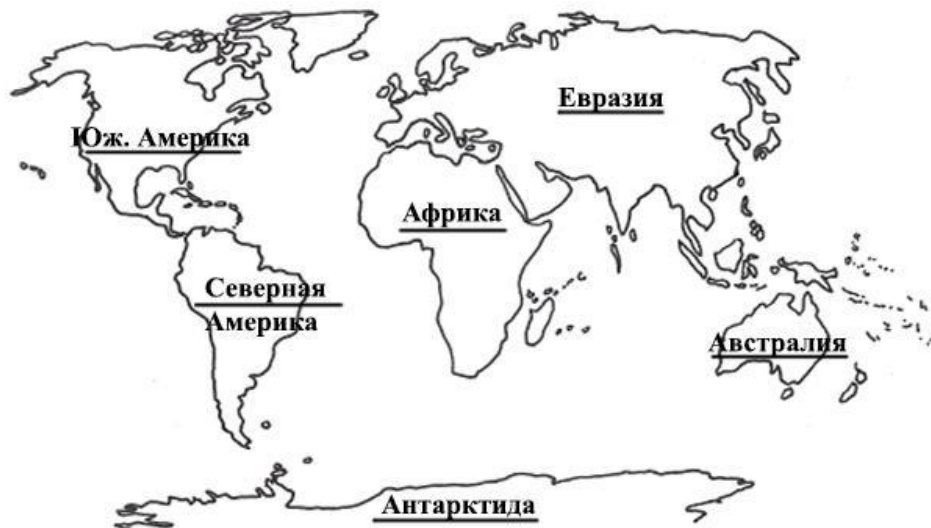 Евразия
Юж. Америка
Африка
Северная
Америка
Австралия
Антарктида